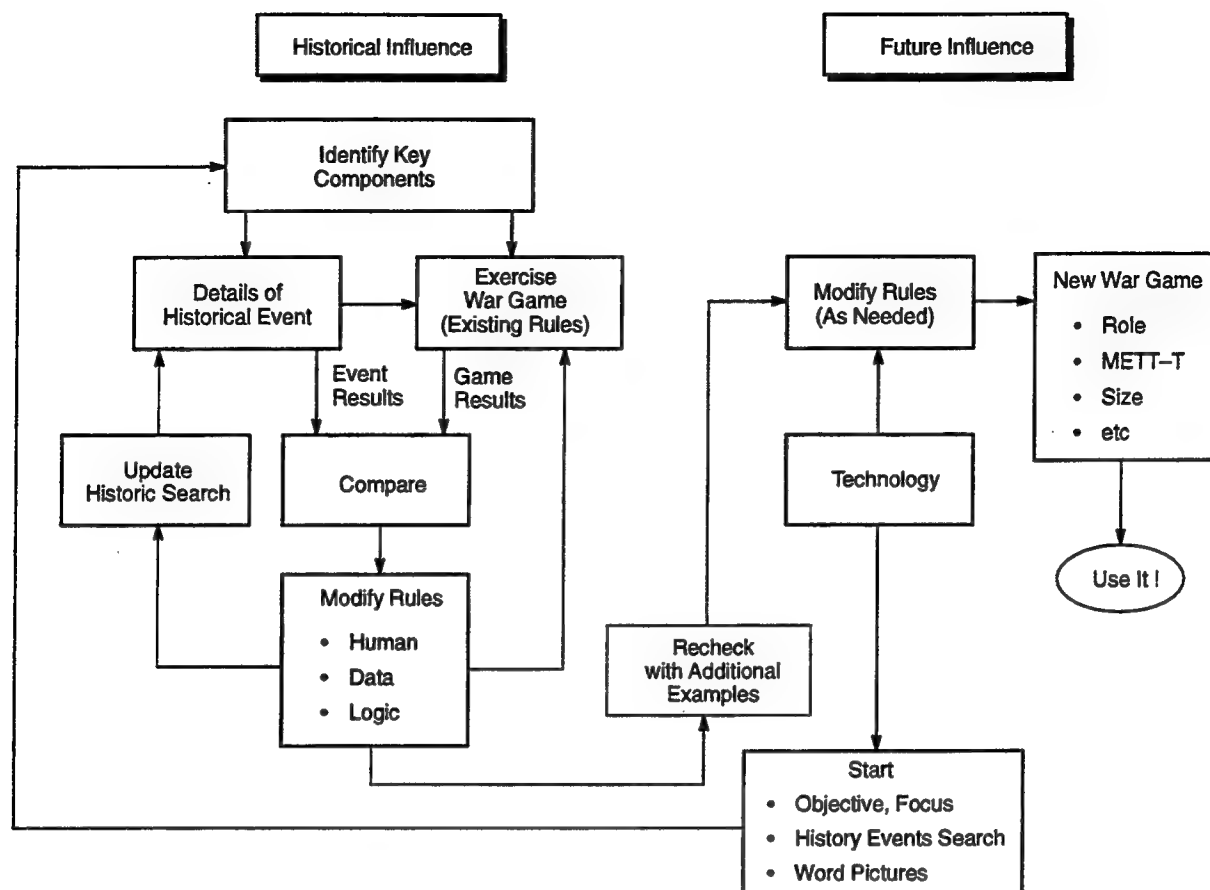 Historical Influence
Future Influence
Identify Key
Components
Details of
Historical Event
Exercise
War Game
(Existing Rules)
Modify Rules
(As Needed)
New War Game
• Role
• METT–T
• Size
• etc
Event
Results
Game
Results
Update
Historic Search
Compare
Technology
Use It !
Modify Rules
• Human
• Data
• Logic
Recheck
with Additional
Examples
Start
• Objective, Focus
• History Events Search
• Word Pictures